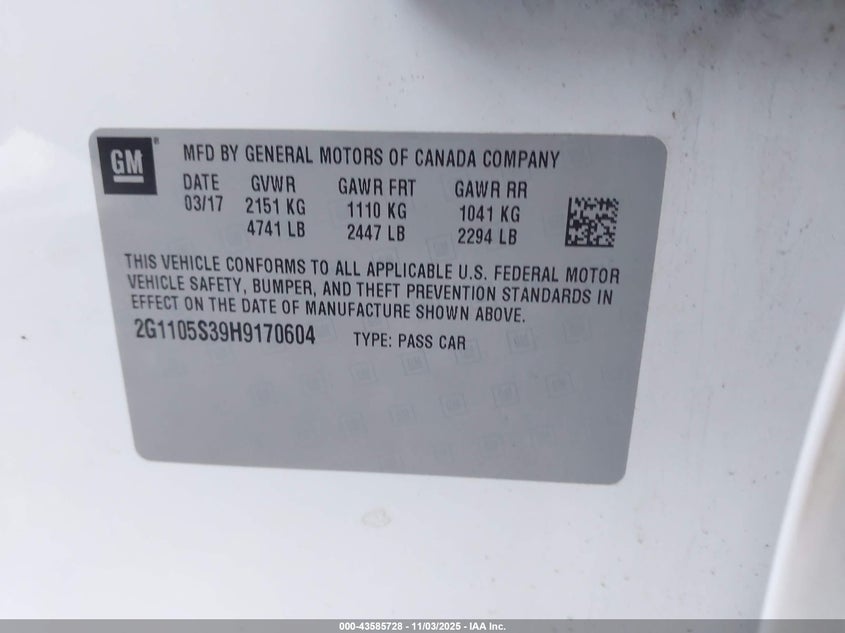 GM
MFD BY GENERAL MOTORS OF CANADA COMPANY
DATE GVWR GAWR FRT GAWR RR
03/17 2151 KG 1110 KG 1041 KG
4741 LB 2447 LB 2294 LB
THIS VEHICLE CONFORMS TO ALL APPLICABLE U.S. FEDERAL MOTOR
VEHICLE SAFETY, BUMPER, AND THEFT PREVENTION STANDARDS IN
EFFECT ON THE DATE OF MANUFACTURE SHOWN ABOVE.
2G1105S39H9170604 TYPE: PASS CAR
000-43585728 - 11/03/2025 - IAA Inc.